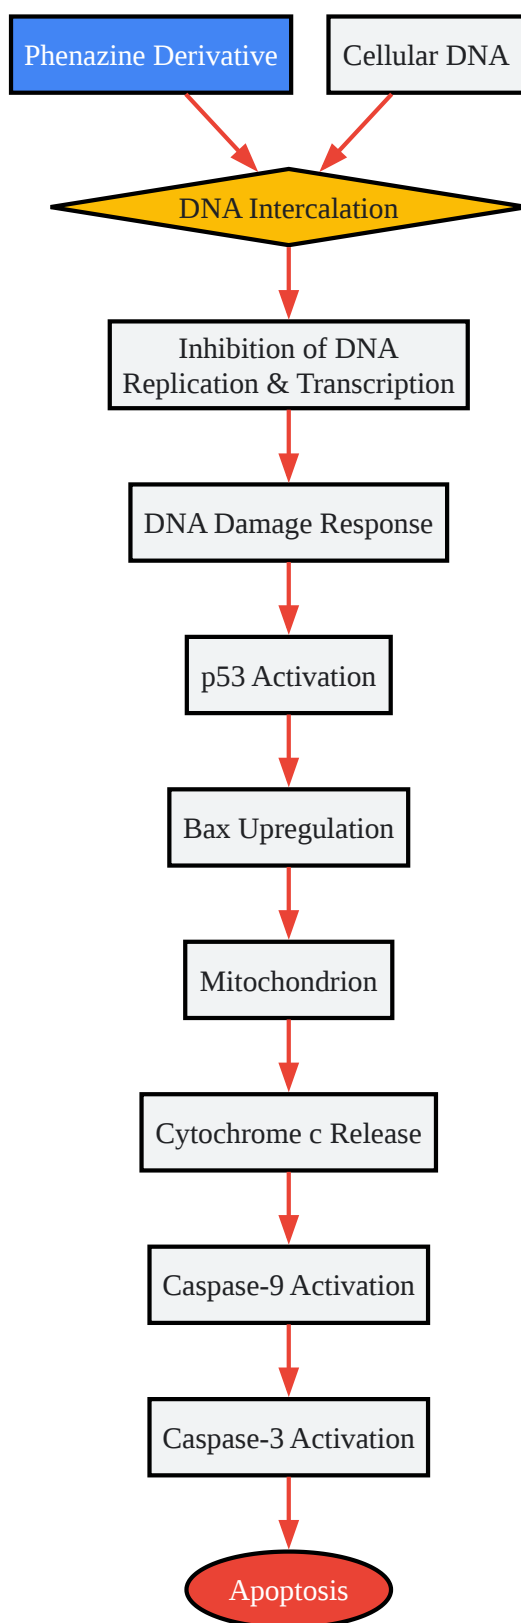 Phenazine Derivative
Cellular DNA
DNA Intercalation
Inhibition of DNA
Replication & Transcription
DNA Damage Response
p53 Activation
Bax Upregulation
Mitochondrion
Cytochrome c Release
Caspase-9 Activation
Caspase-3 Activation
Apoptosis